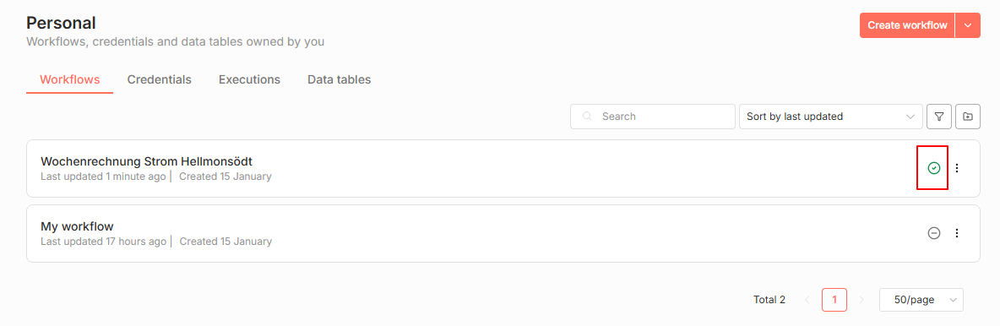 Personal
Create workflow
Workflows, credentials and data tables owned by you
Workflows Credentials Executions Data tables
Search Sort by last updated
Wochenrechnung Strom Hellmonsödt
Last updated 1 minute ago | Created 15 January
My workflow
Last updated 17 hours ago | Created 15 January
Total 2 1 50/page